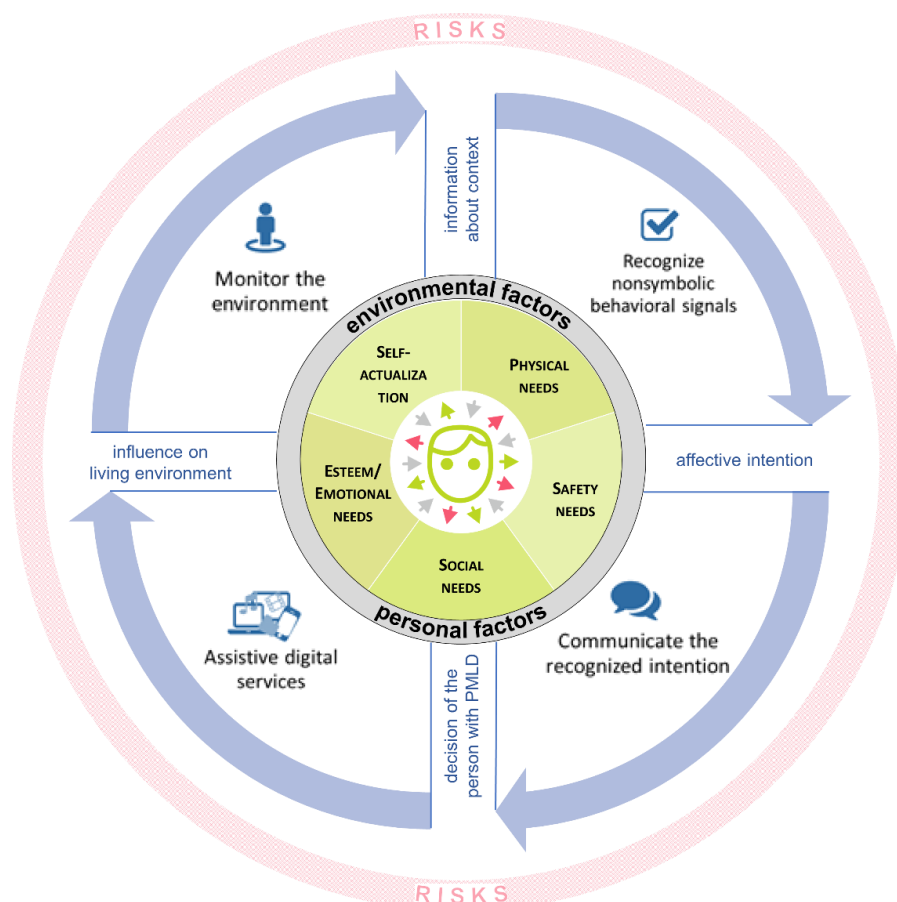 RISKS
information
about context
Monitor the
environment
Recognize
nonsymbolic
behavioral signals
environmental factors
SELF-
ACTUALIZA
TION
PHYSICAL
NEEDS
influence on
living environment
affective intention
ESTEEM/
EMOTIONAL
NEEDS
SAFETY
NEEDS
SOCIAL
NEEDS
personal factors
Assistive digital
services
Communicate the
recognized intention
decision of the
person with PMLD
RISKS